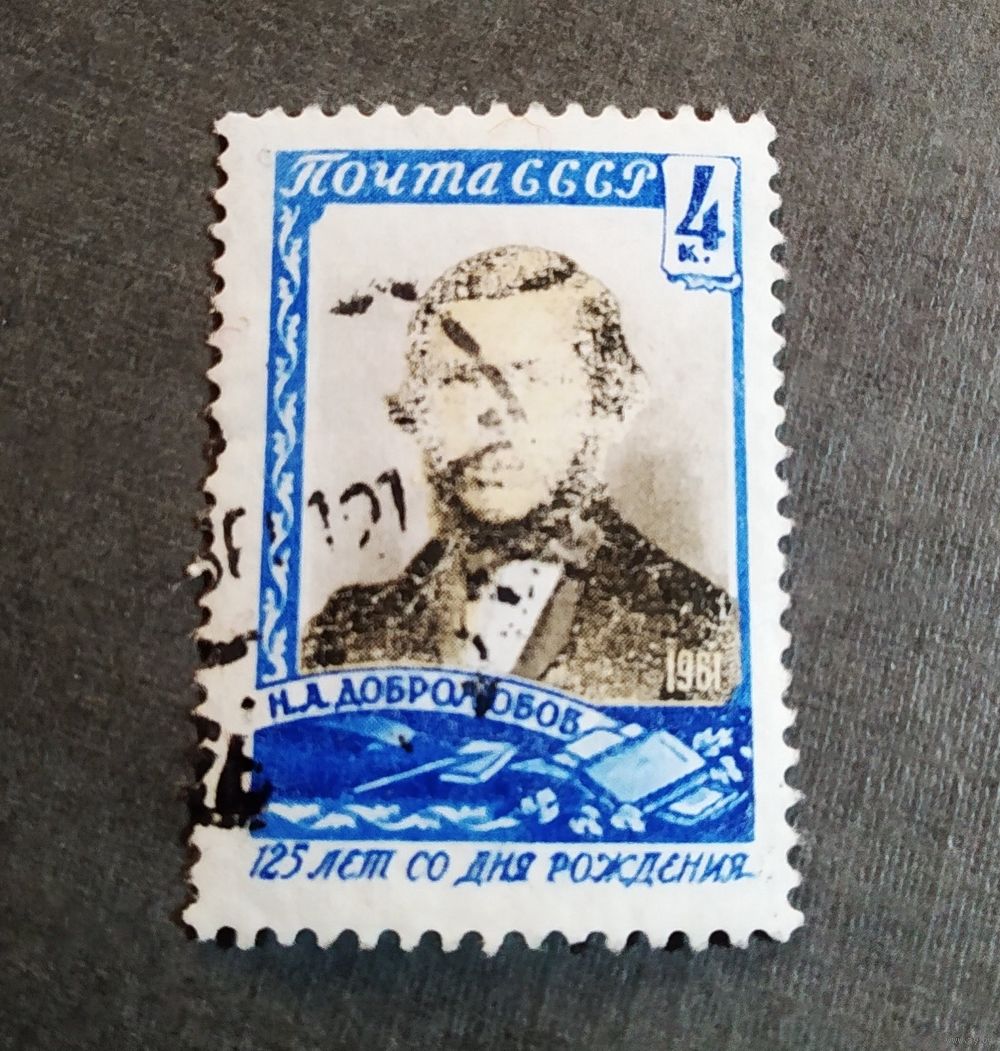 Почта СССР
4
к.
1961
Н.А. ДОБРОЛЮБОВ
125 ЛЕТ СО ДНЯ РОЖДЕНИЯ